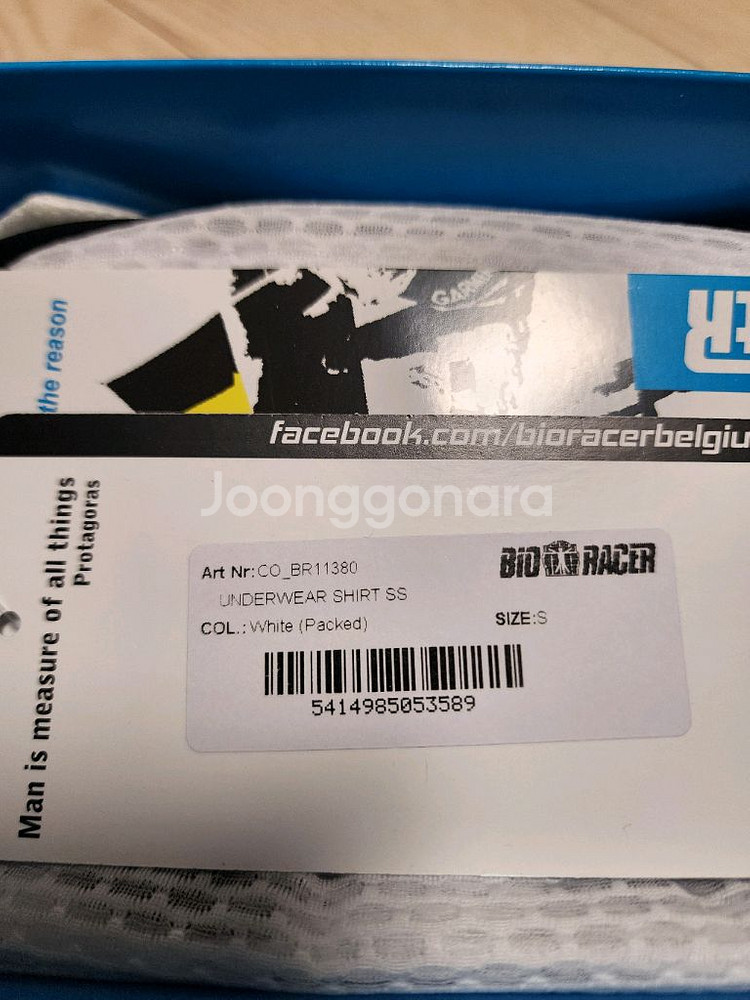 GARMIN
the reason
facebook.com/bioracerbelgiu
Joonggonara
Man is measure of all things
Protagoras
BIO RACER
Art Nr: CO_BR11380
UNDERWEAR SHIRT SS
COL.: White (Packed)
SIZE:S
5414985053589